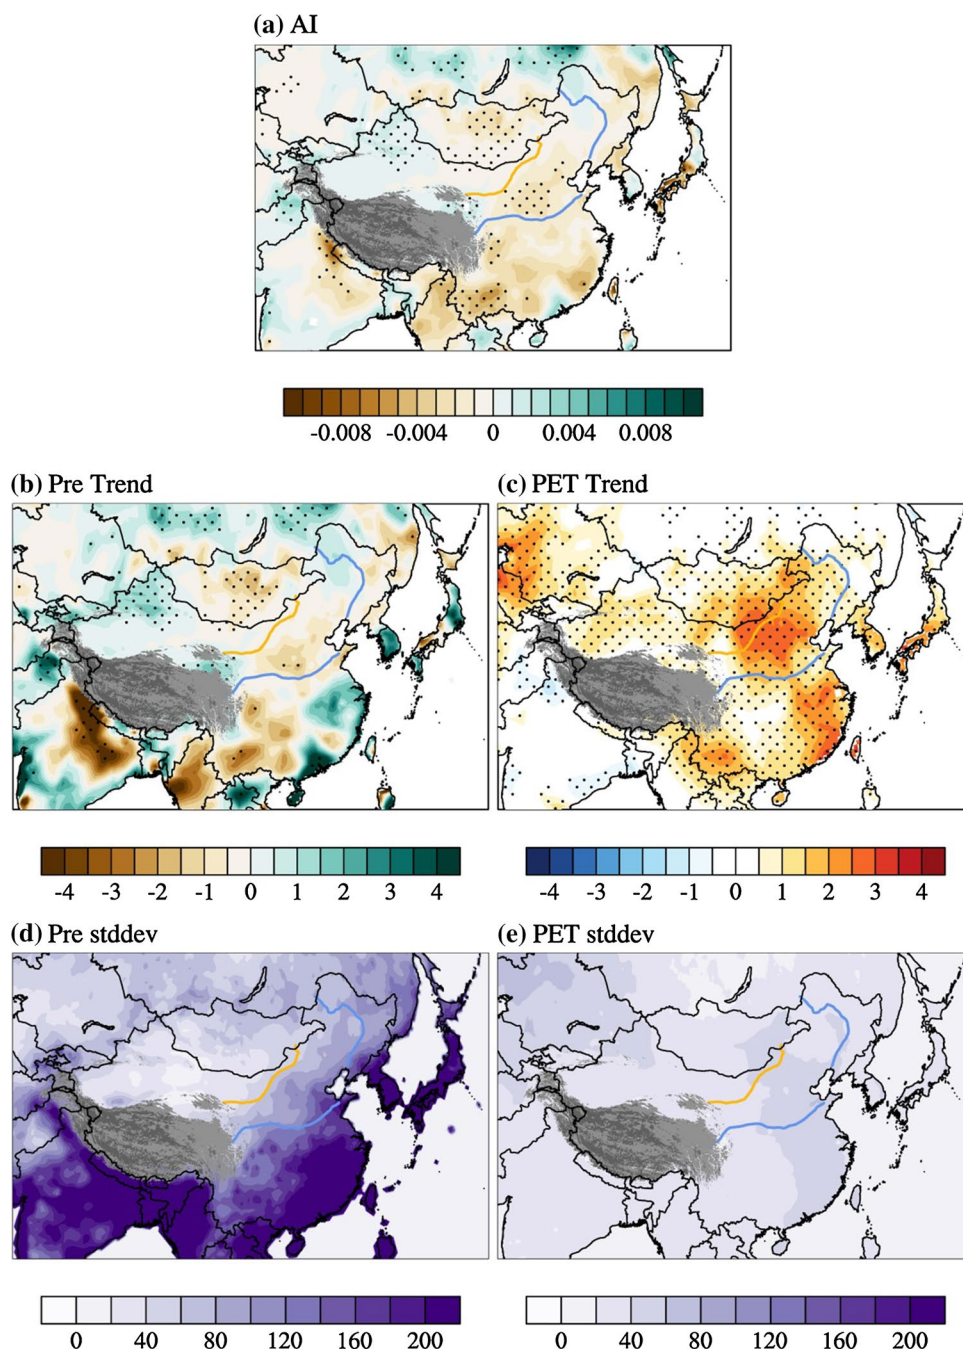 (a) AI
-0.008 -0.004 0 0.004 0.008
(b) Pre Trend
(c) PET Trend
-4 -3 -2 -1 0 1 2 3 4
-4 -3 -2 -1 0 1 2 3 4
(d) Pre stddev
(e) PET stddev
0 40 80 120 160 200
0 40 80 120 160 200